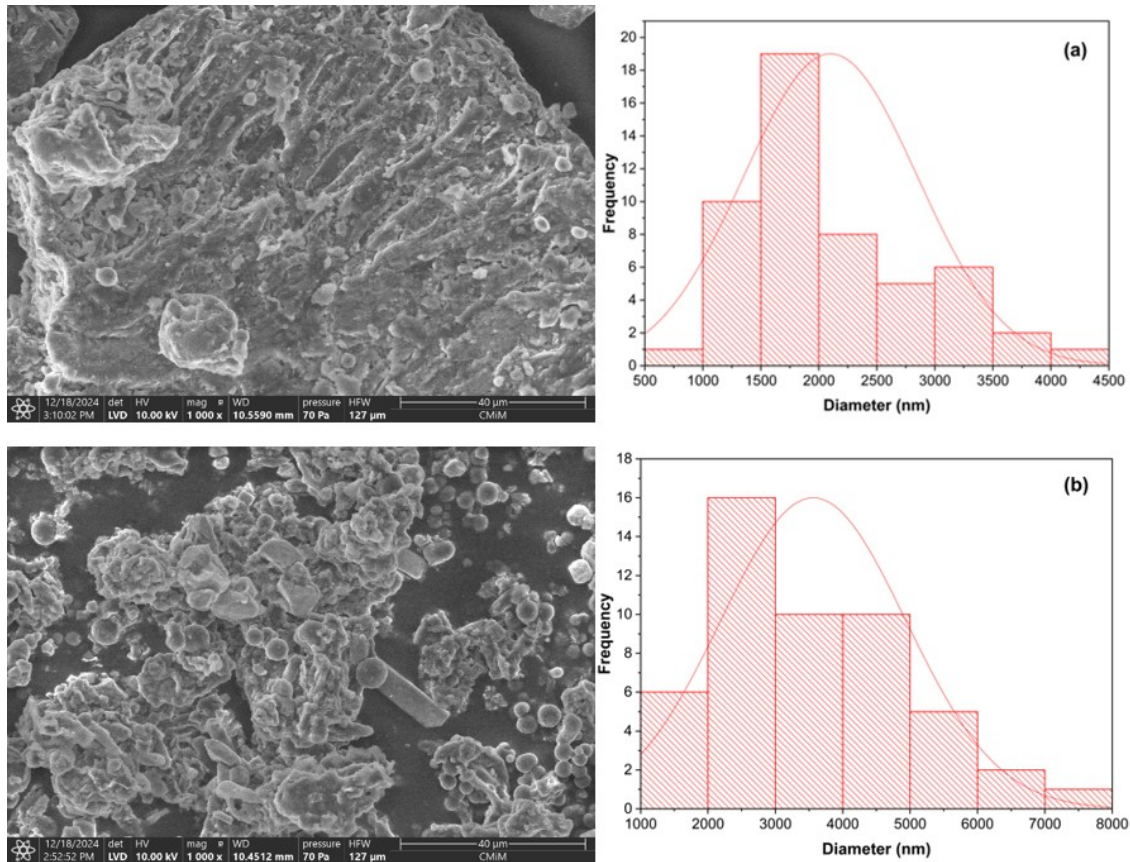 12/18/2024 det HV mag WD pressure HFW 40 µm
3:10:02 PM LVD 10.00 kV 1 000 x 10.5590 mm 70 Pa 127 µm CMiM
(a)
Frequency
20
18
16
14
12
10
8
6
4
2
0
500 1000 1500 2000 2500 3000 3500 4000 4500
Diameter (nm)
12/18/2024 det HV mag WD pressure HFW 40 µm
2:52:52 PM LVD 10.00 kV 1 000 x 10.4512 mm 70 Pa 127 µm CMiM
(b)
Frequency
18
16
14
12
10
8
6
4
2
0
1000 2000 3000 4000 5000 6000 7000 8000
Diameter (nm)